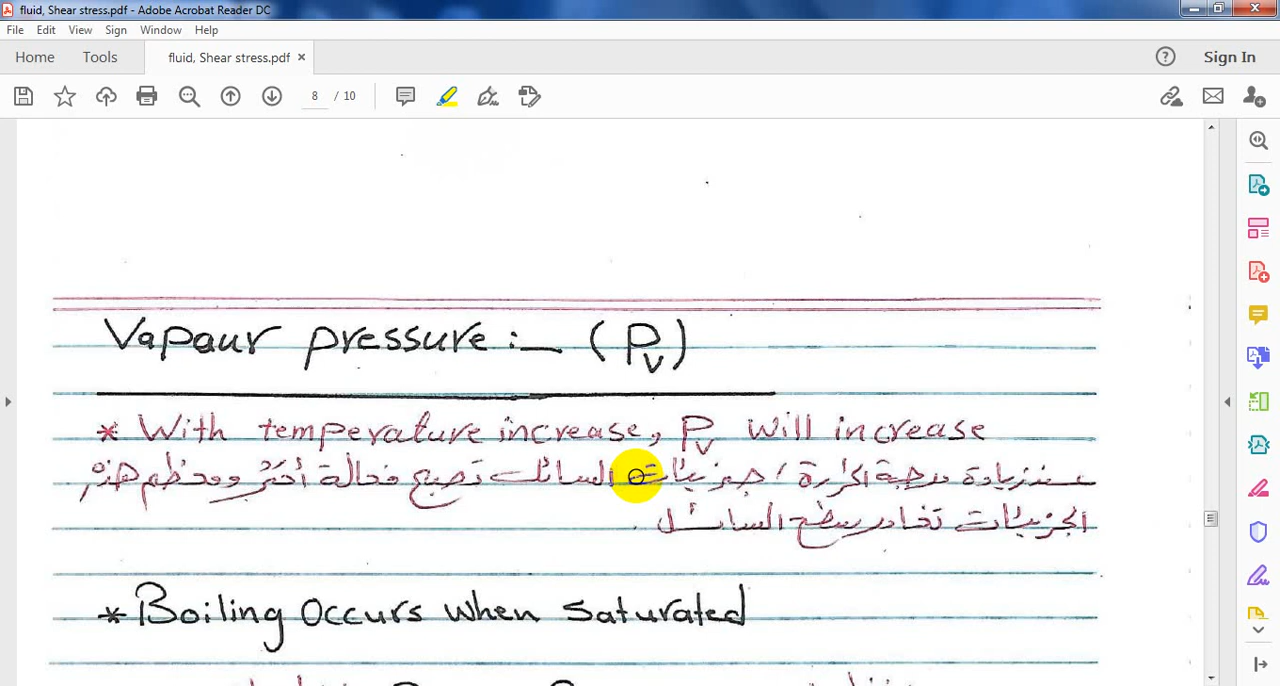 fluid, Shear stress.pdf - Adobe Acrobat Reader DC
File Edit View Sign Window Help
Home Tools fluid, Shear stress.pdf × Sign In
8 / 10
Vapour pressure :— (Pv)
* With temperature increase, Pv will increase
عند زيادة درجة الحرارة / جزيئات السائل تصبح فعالة أكثر ومعظم هذه
الجزيئات تغادر سطح السائل.
* Boiling Occurs When Saturated